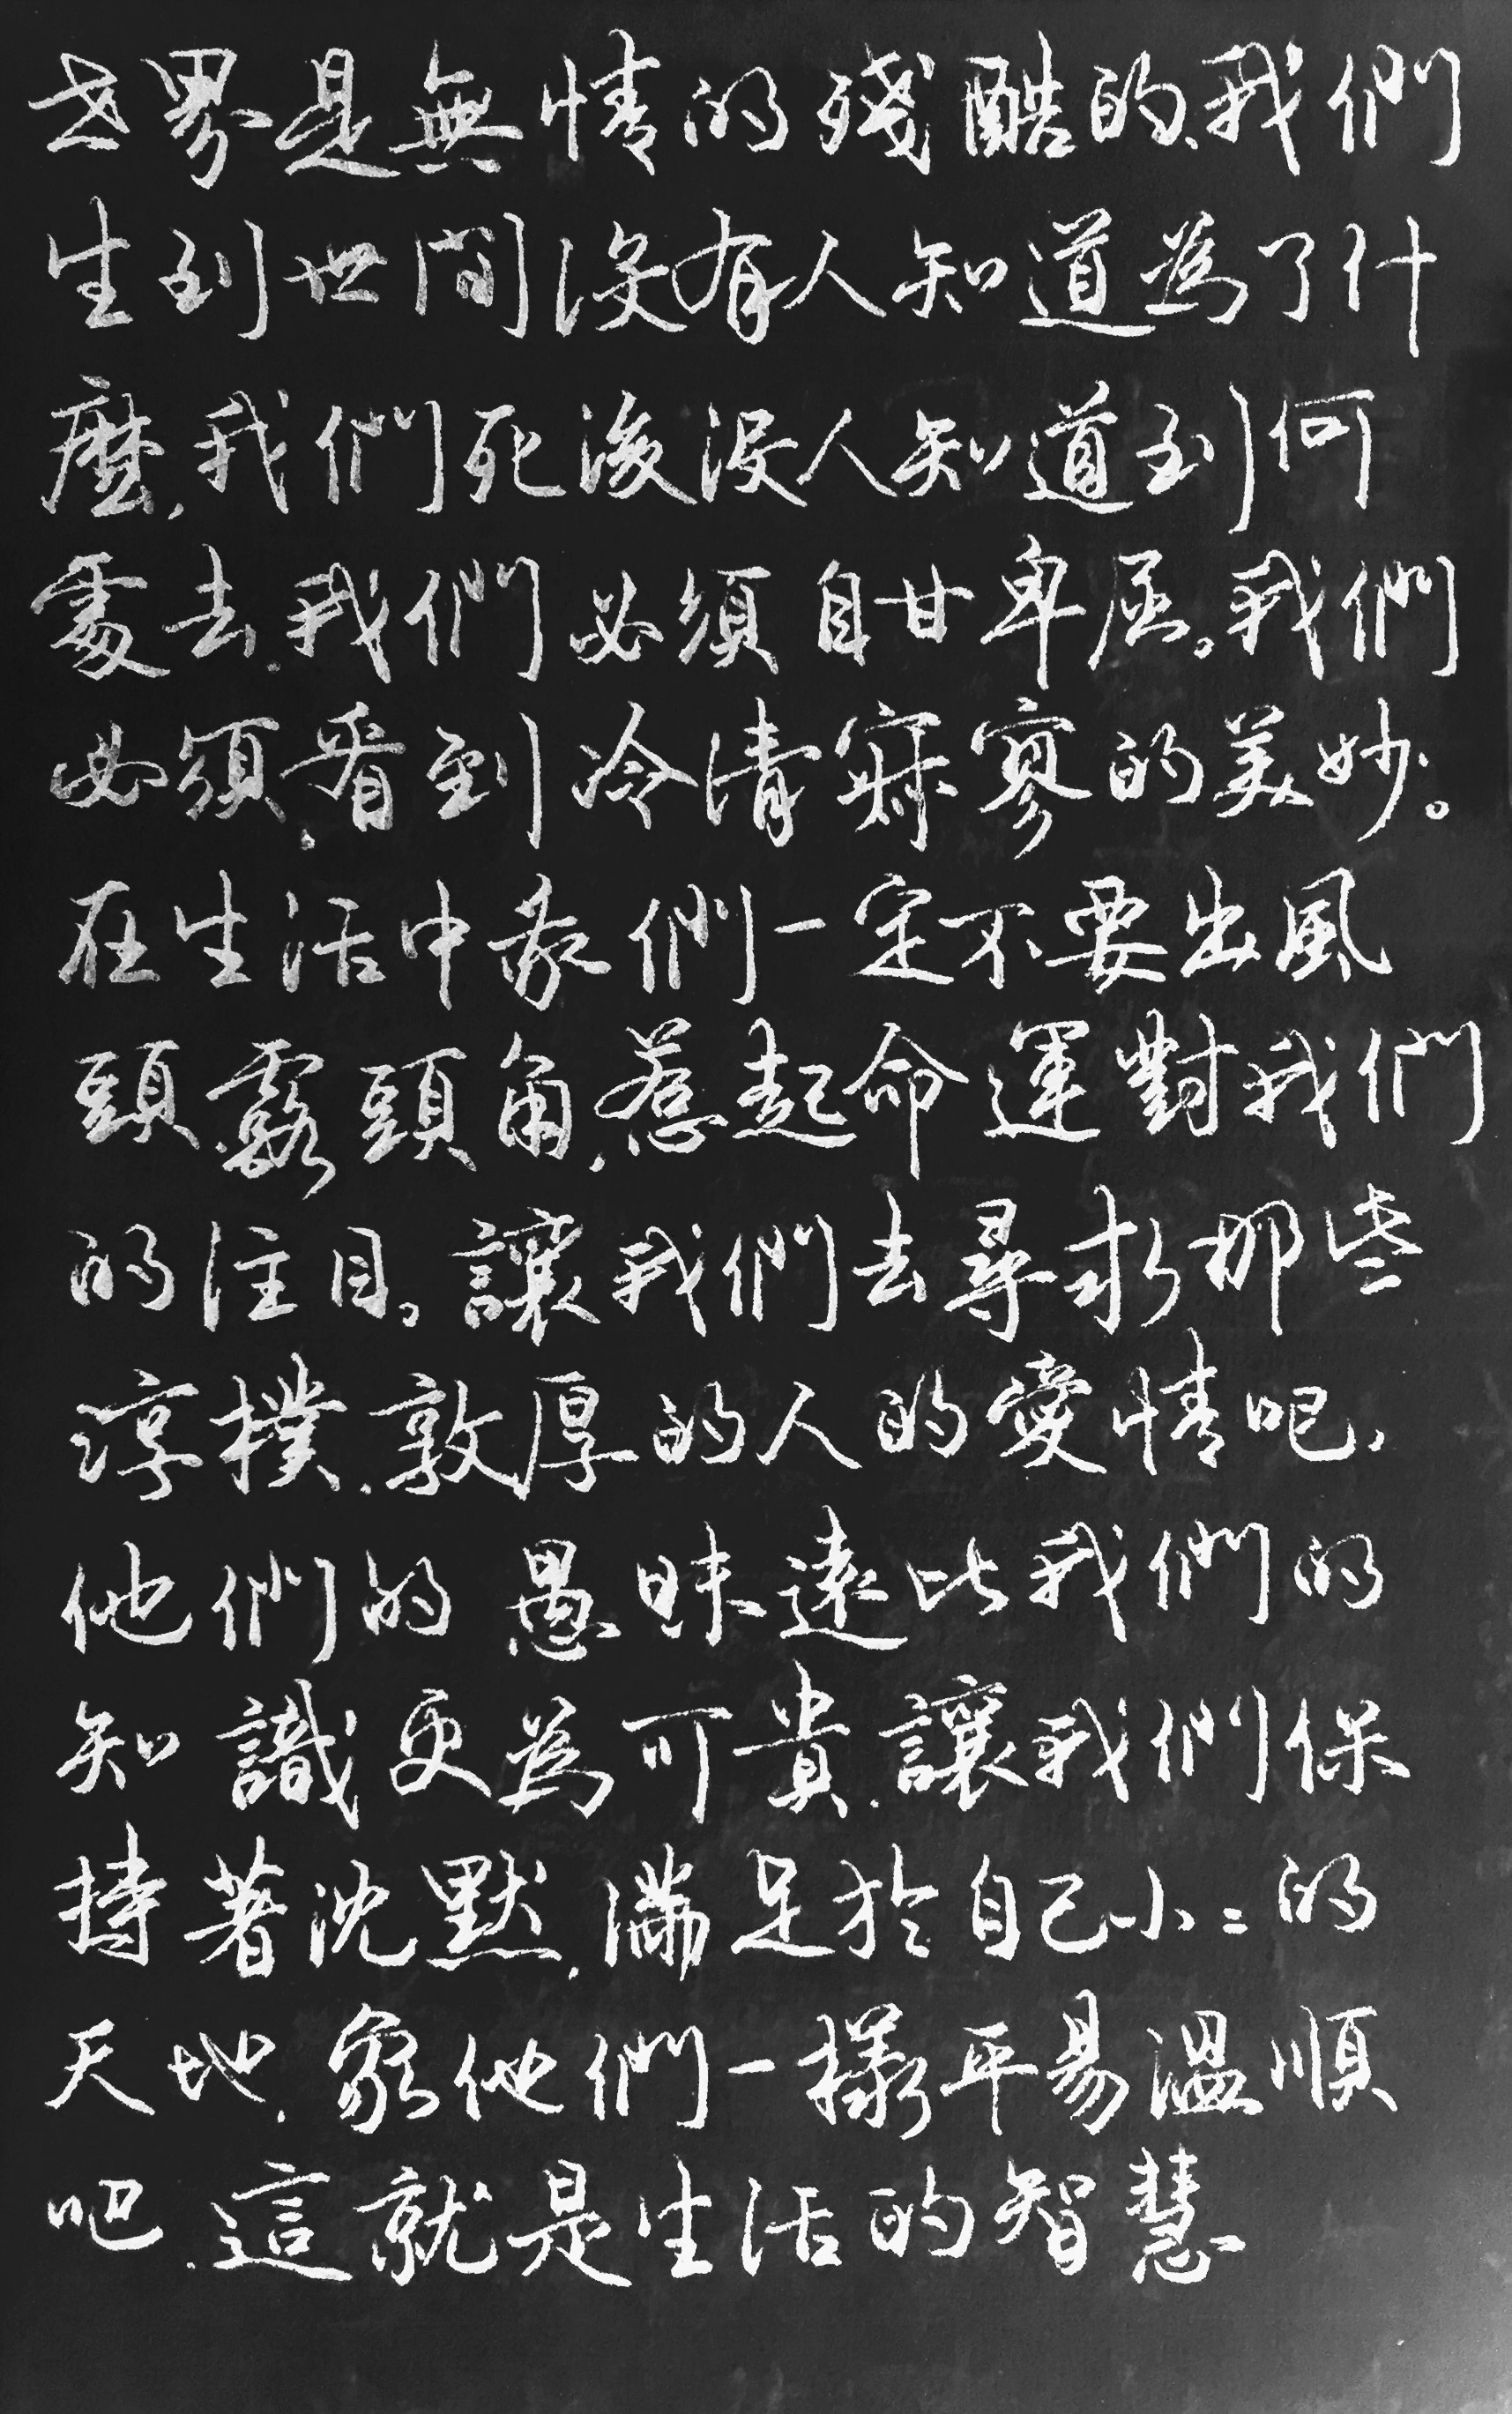 世界是無情的殘酷的、我們
生到世間沒有人知道為了什
麼，我們死後沒人知道到何
處去，我們必須自甘卑屈。我們
必須，看到冷清寂寥的美妙。
在生活中我們一定不要出風
頭，露頭角，惹起命運對我們
的注目。讓我們去尋求那些
淳樸、敦厚的人的愛情吧，
他們的愚昧遠比我們的
知識更為可貴，讓我們保
持著沈默，滿足於自己小々的
天地，象他們一樣平易溫順
吧，這就是生活的智慧